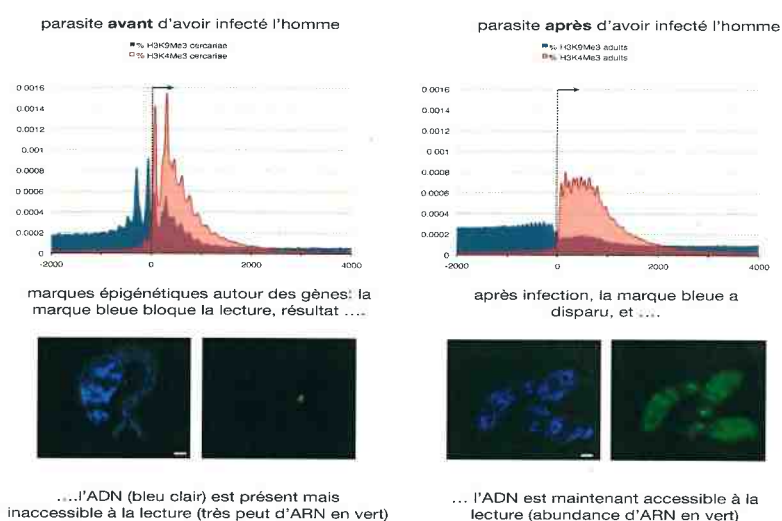 parasite avant d'avoir infecté l'homme
% H3K9Me3 cercariae
% H3K4Me3 cercariae
0.0016
0.0014
0.0012
0.001
0.0008
0.0006
0.0004
0.0002
0
-2000
0
2000
4000
marques épigénétiques autour des gènes: la
marque bleue bloque la lecture, résultat ....
....l'ADN (bleu clair) est présent mais
inaccessible à la lecture (très peut d'ARN en vert)
parasite après d'avoir infecté l'homme
% H3K9Me3 adults
% H3K4Me3 adults
0.0016
0.0014
0.0012
0.001
0.0008
0.0006
0.0004
0.0002
0
-2000
0
2000
4000
après infection, la marque bleue a
disparu, et ....
... l'ADN est maintenant accessible à la
lecture (abundance d'ARN en vert)